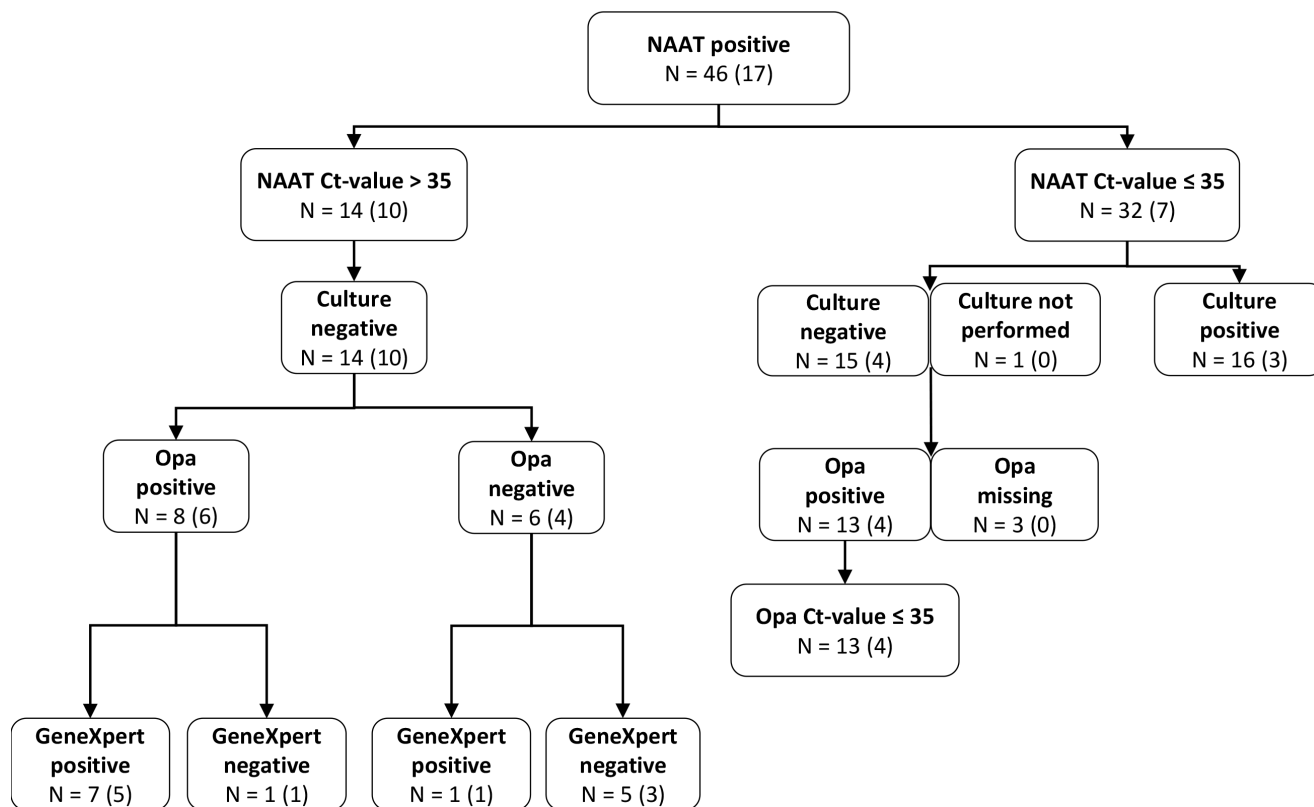 NAAT positive
N = 46 (17)
NAAT Ct-value > 35
N = 14 (10)
NAAT Ct-value ≤ 35
N = 32 (7)
Culture
negative
N = 14 (10)
Culture
negative
N = 15 (4)
Culture not
performed
N = 1 (0)
Culture
positive
N = 16 (3)
Opa
positive
N = 8 (6)
Opa
negative
N = 6 (4)
Opa
positive
N = 13 (4)
Opa
missing
N = 3 (0)
Opa Ct-value ≤ 35
N = 13 (4)
GeneXpert
positive
N = 7 (5)
GeneXpert
negative
N = 1 (1)
GeneXpert
positive
N = 1 (1)
GeneXpert
negative
N = 5 (3)